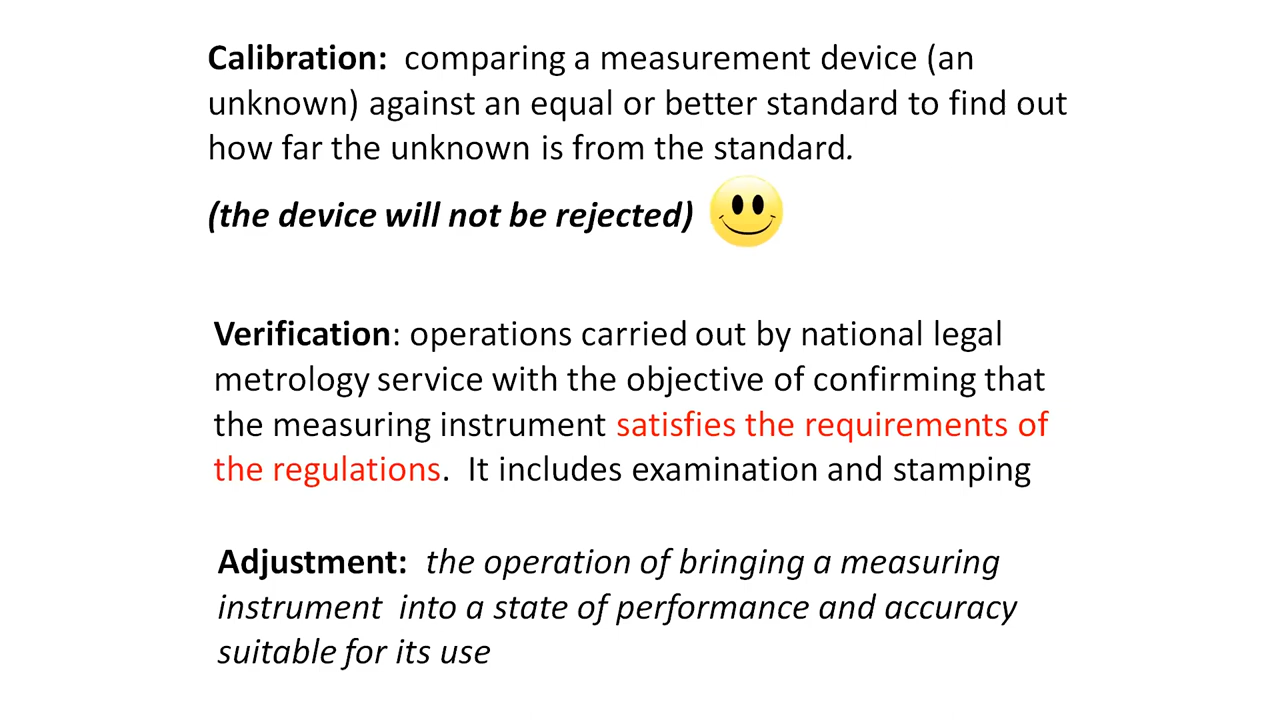 Calibration: comparing a measurement device (an
unknown) against an equal or better standard to find out
how far the unknown is from the standard.
(the device will not be rejected)
Verification: operations carried out by national legal
metrology service with the objective of confirming that
the measuring instrument satisfies the requirements of
the regulations. It includes examination and stamping
Adjustment: the operation of bringing a measuring
instrument into a state of performance and accuracy
suitable for its use